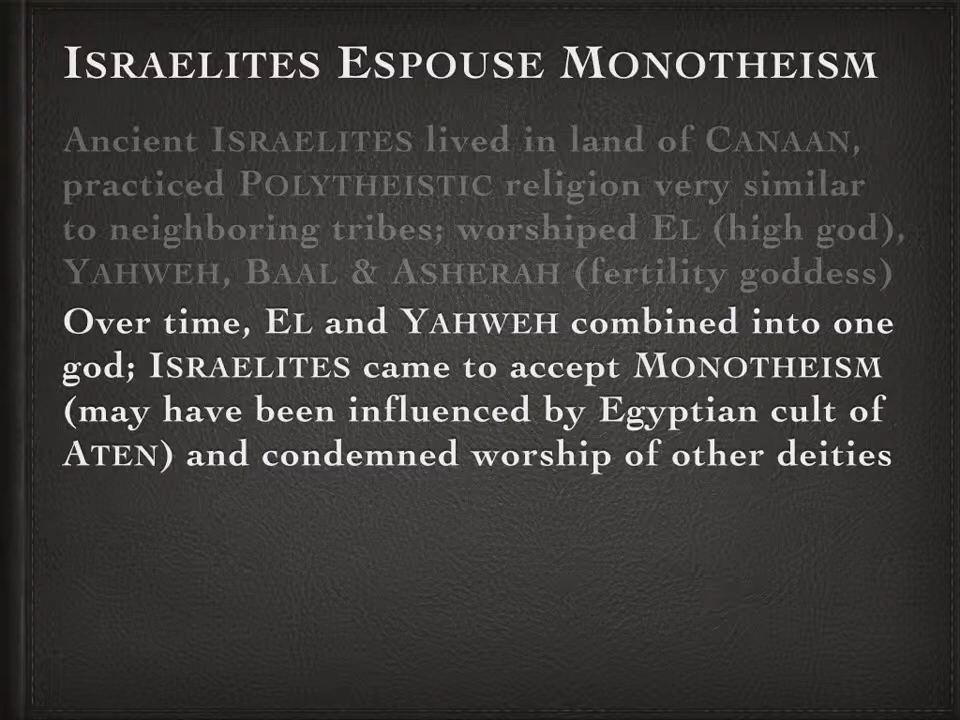 Israelites Espouse Monotheism
Ancient Israelites lived in land of Canaan,
practiced Polytheistic religion very similar
to neighboring tribes; worshiped El (high god),
Yahweh, Baal & Asherah (fertility goddess)
Over time, El and Yahweh combined into one
god; Israelites came to accept Monotheism
(may have been influenced by Egyptian cult of
Aten) and condemned worship of other deities